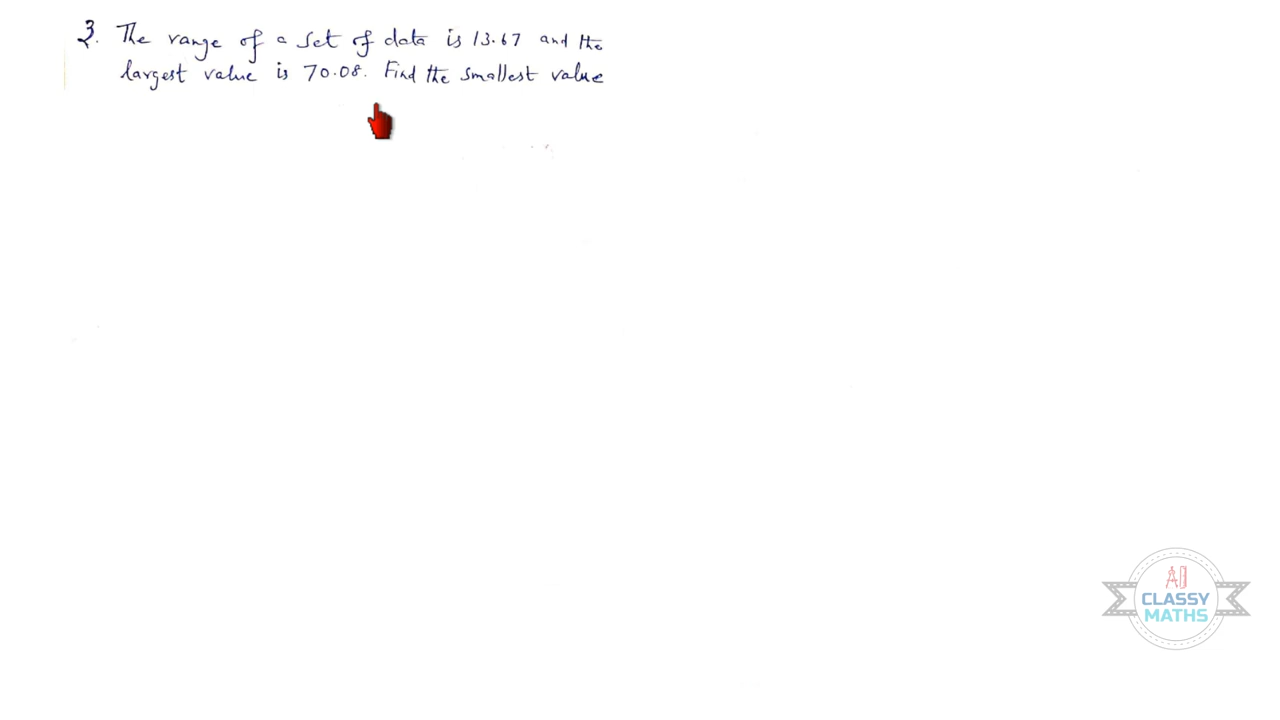 3. The range of a set of data is 13.67 and the
largest value is 70.08. Find the smallest value
CLASSY
MATHS